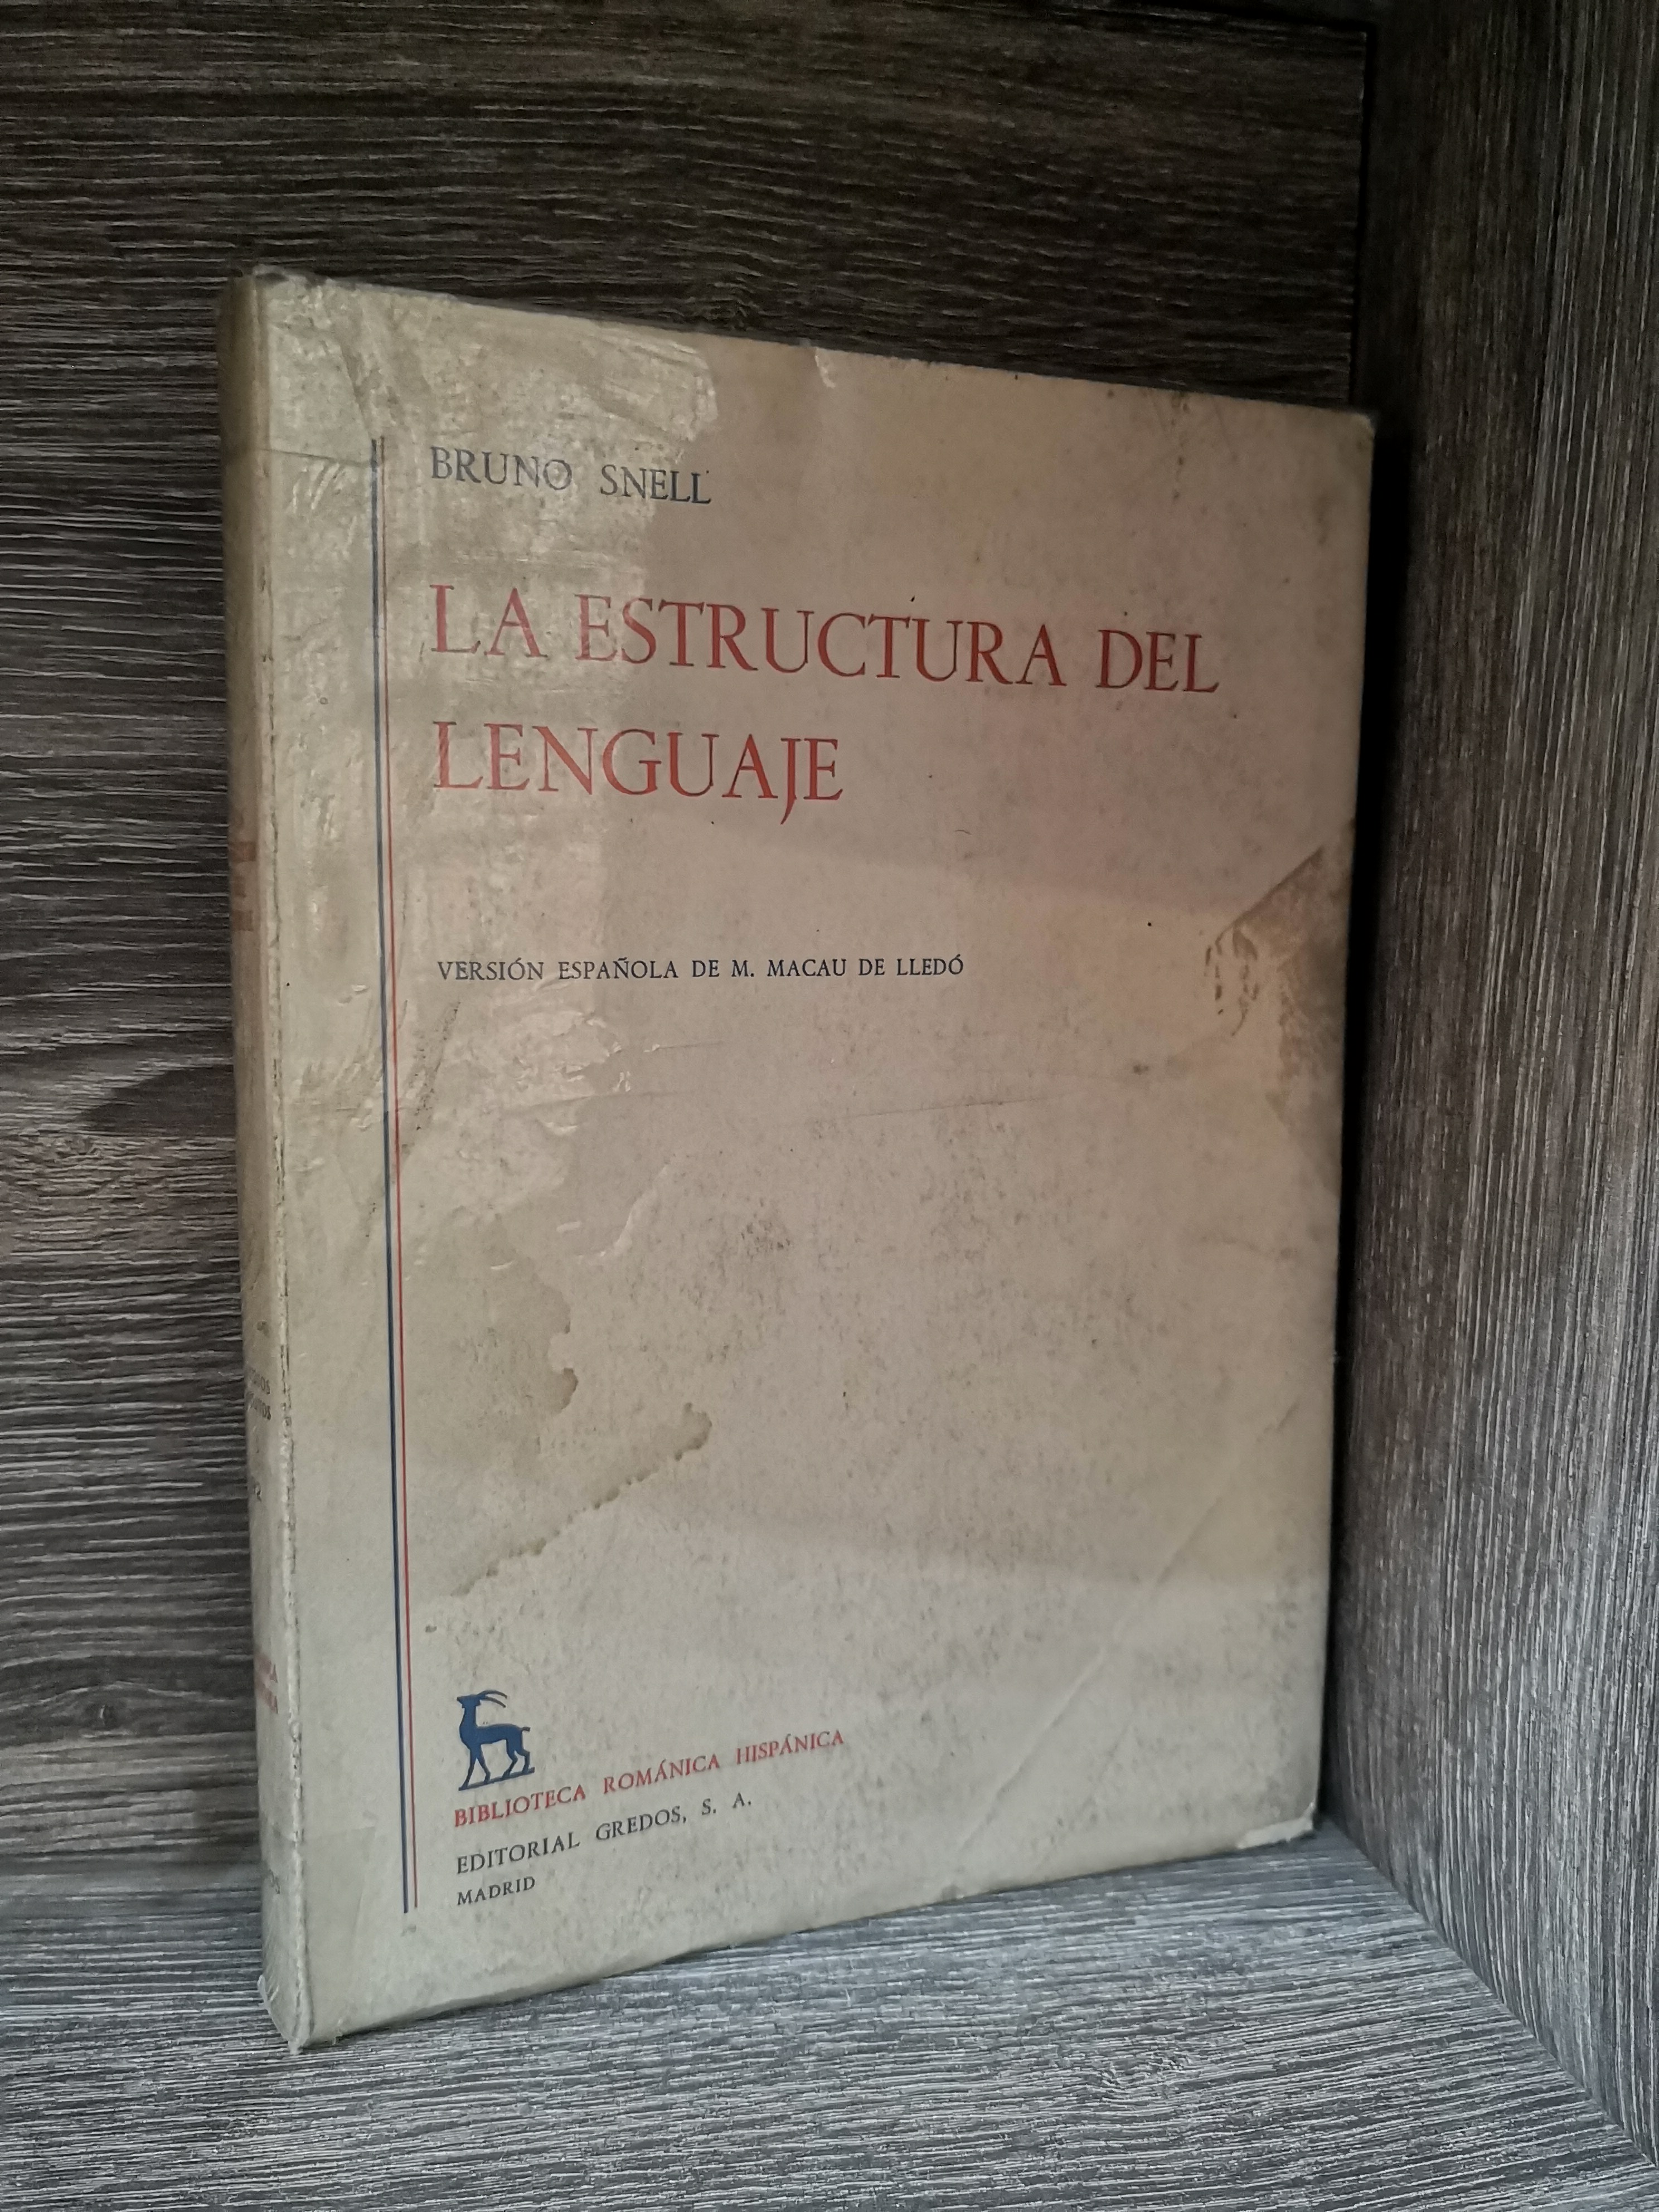 BRUNO SNELL
LA ESTRUCTURA DEL
LENGUAJE
VERSIÓN ESPAÑOLA DE M. MACAU DE LLEDÓ
BIBLIOTECA ROMÁNICA HISPÁNICA
EDITORIAL GREDOS, S. A.
MADRID